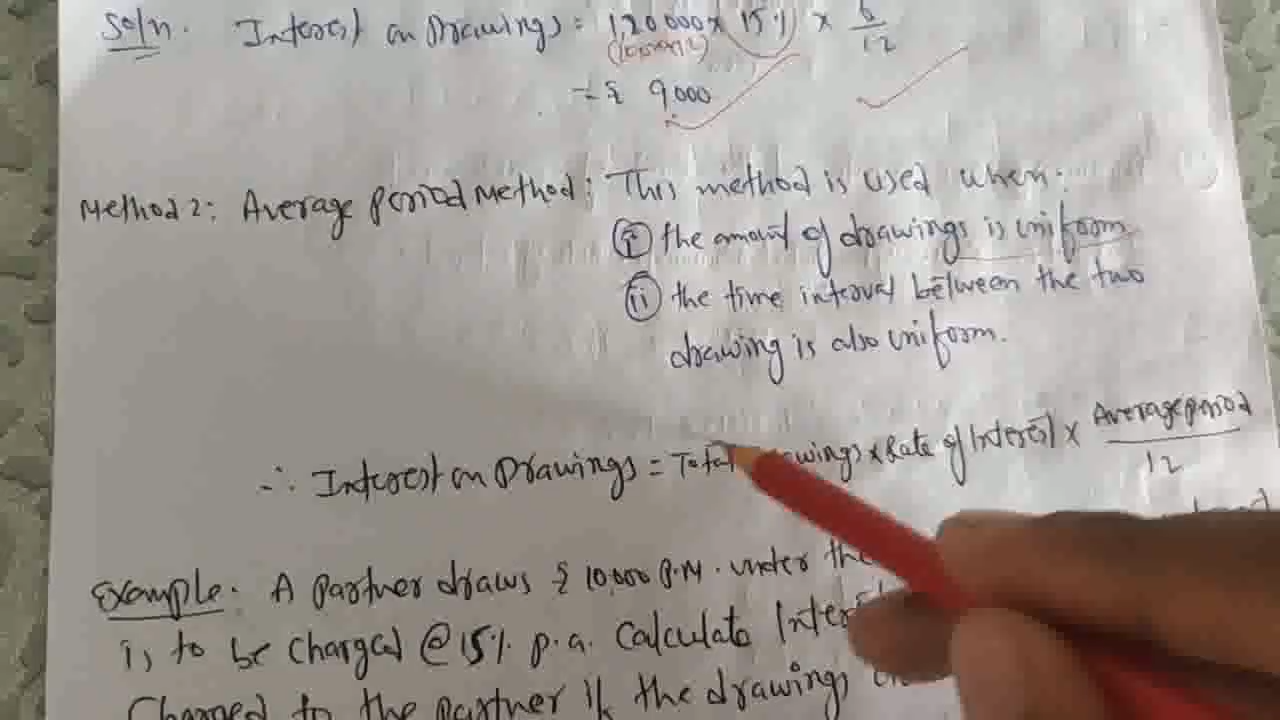 Soln. Interest on Drawings = 1,20,000 x 15% x 6/12
(10,000x12)
= ₹ 9,000
Method 2: Average period Method: This method is used when:
(i) the amount of drawings is uniform
(ii) the time interval between the two
drawing is also uniform.
∴ Interest on Drawings = Total Drawings x Rate of Interest x Average period/12
Example: A partner draws ₹ 10,000 P.M. under the
is to be charged @ 15% p.a. Calculate
Charged to the partner if the drawings